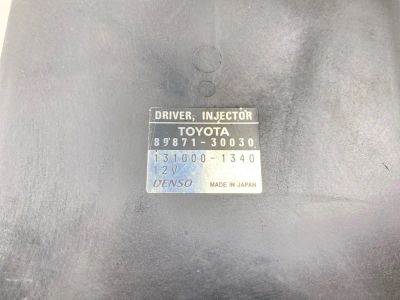 DRIVER, INJECTOR
TOYOTA
89871-30030
131000-1340
12V
DENSO MADE IN JAPAN